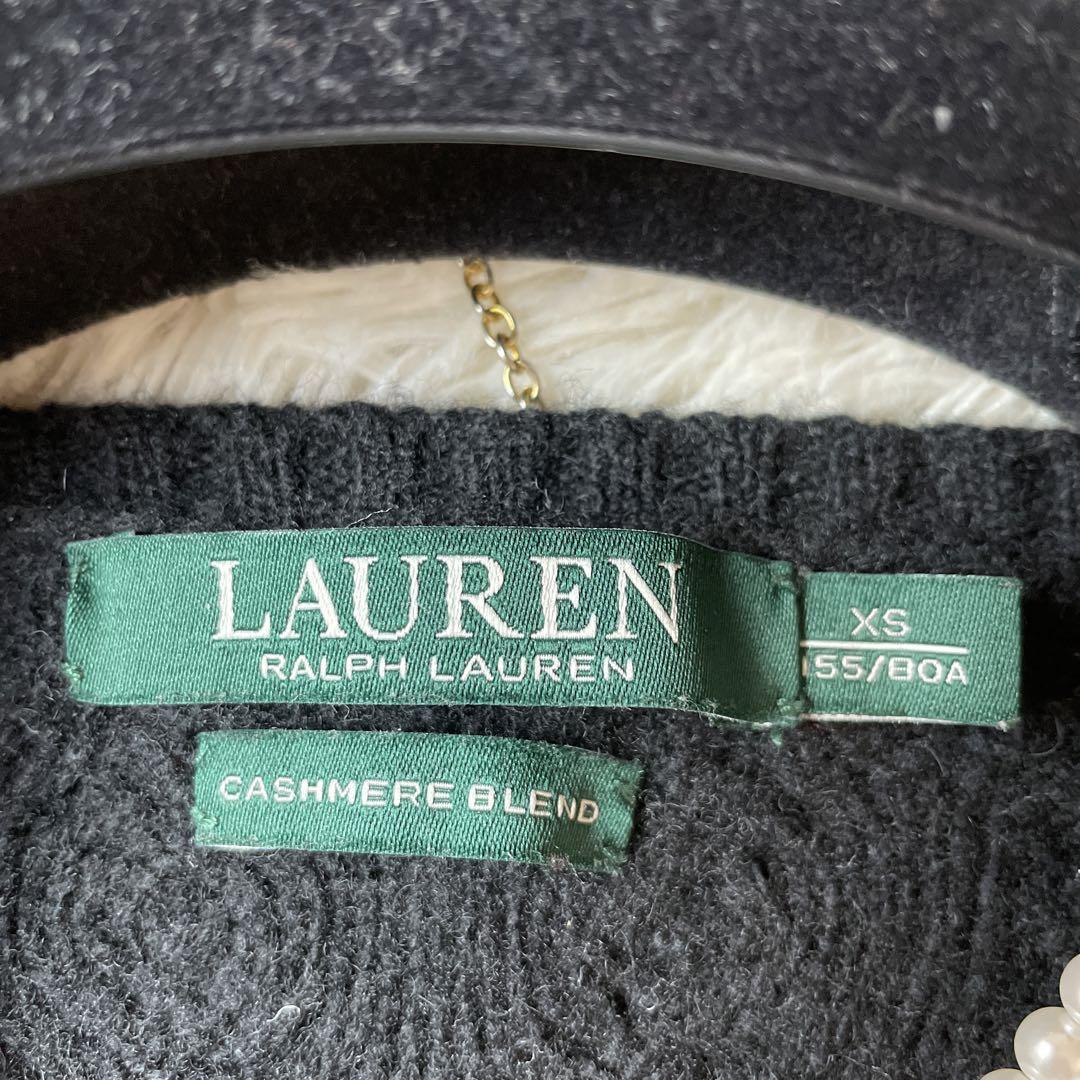 LAUREN
RALPH LAUREN
XS
155/80A
CASHMERE BLEND